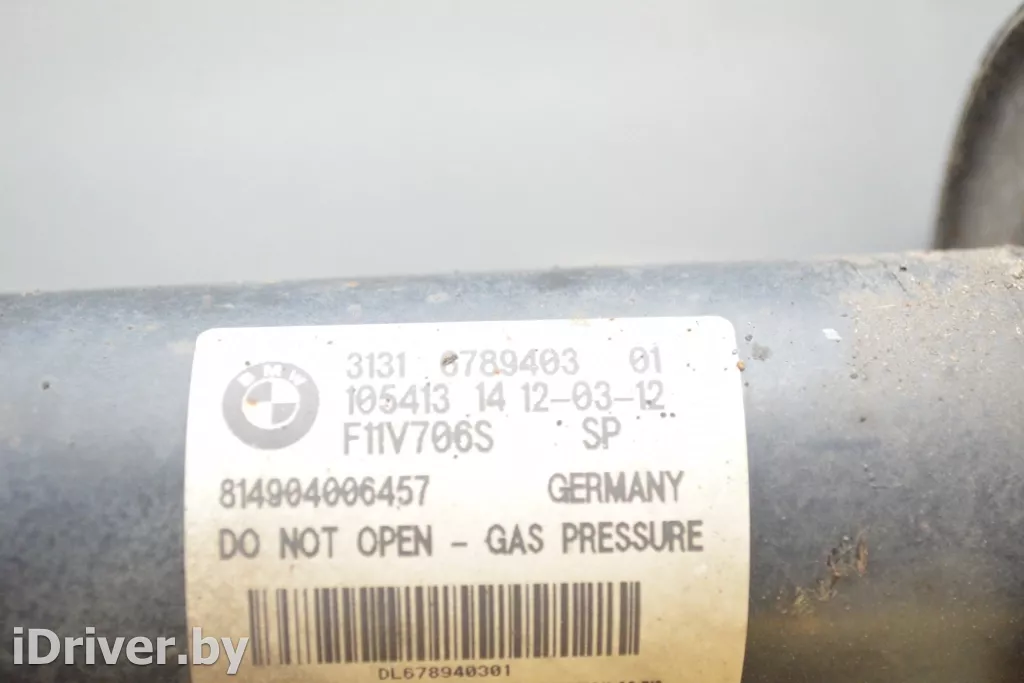 BMW
3131 6789403 01
105413 14 12-03-12
F11V706S SP
814904006457 GERMANY
DO NOT OPEN - GAS PRESSURE
DL678940301
iDriver.by